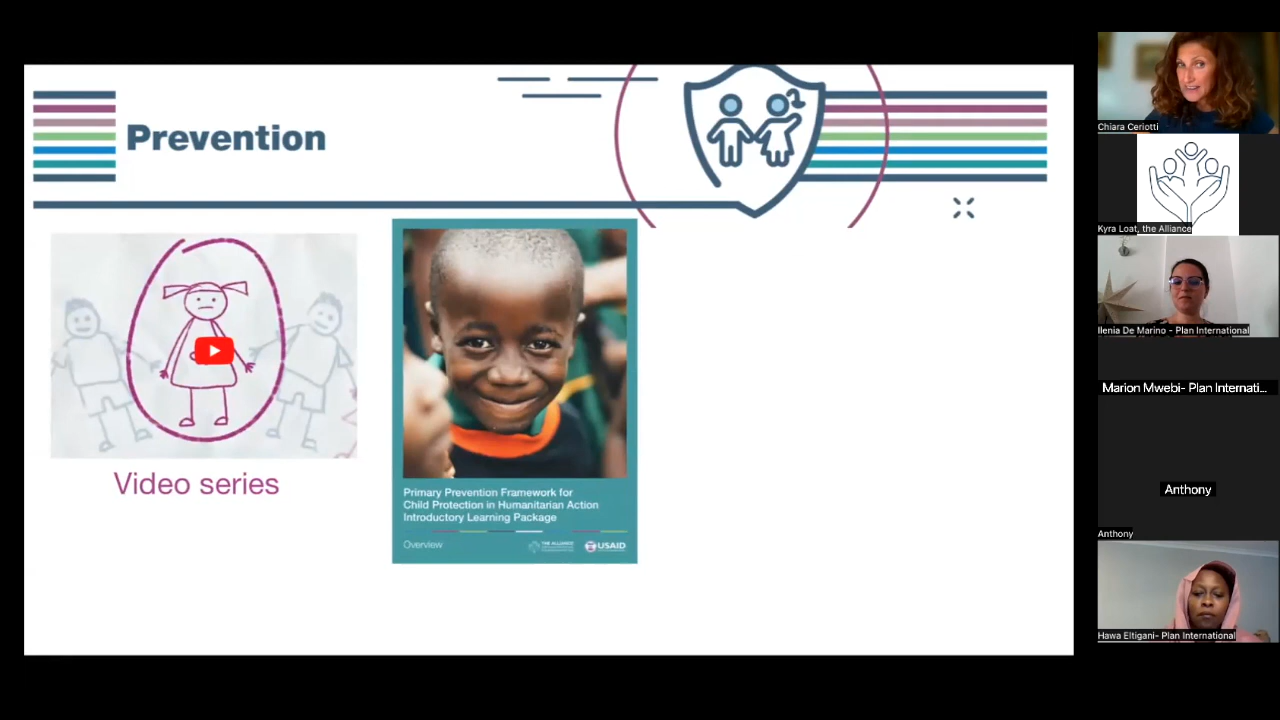 Prevention
Video series
Primary Prevention Framework for
Child Protection in Humanitarian Action
Introductory Learning Package
Overview
THE ALLIANCE
USAID
Chiara Ceriotti
Kyra Loat, the Alliance
Ilenia De Marino - Plan International
Marion Mwebi- Plan Internati...
Anthony
Anthony
Hawa Eltigani- Plan International